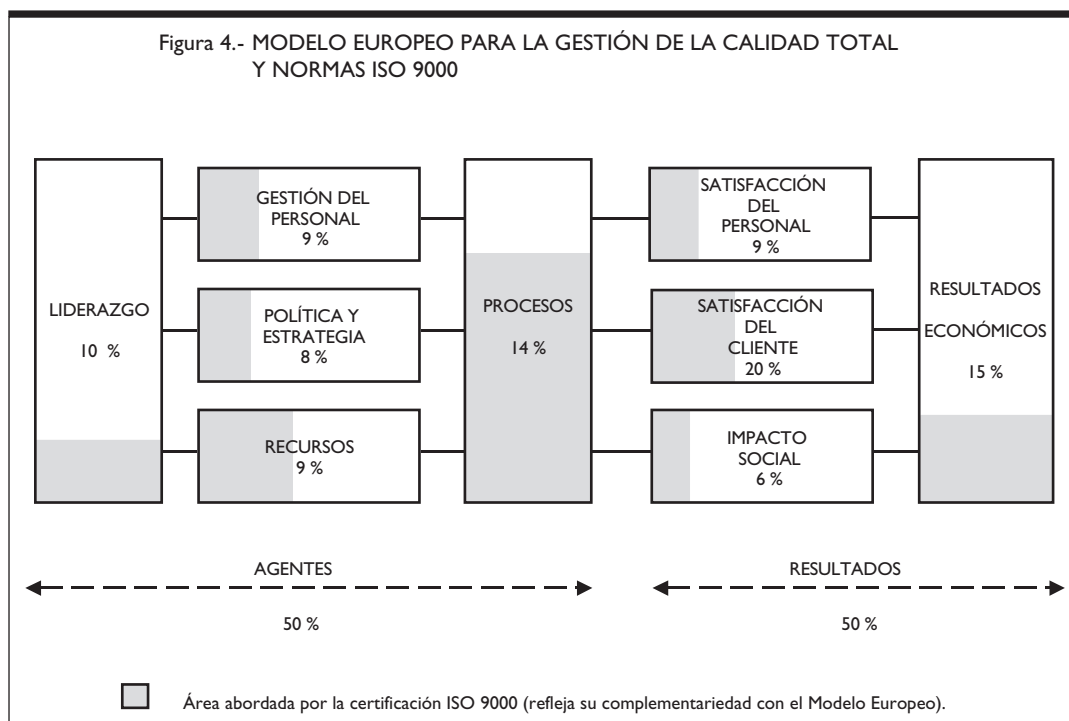 Figura 4.- MODELO EUROPEO PARA LA GESTIÓN DE LA CALIDAD TOTAL
Y NORMAS ISO 9000
LIDERAZGO
10 %
GESTIÓN DEL
PERSONAL
9 %
POLÍTICA Y
ESTRATEGIA
8 %
RECURSOS
9 %
PROCESOS
14 %
SATISFACCIÓN
DEL
PERSONAL
9 %
SATISFACCIÓN
DEL
CLIENTE
20 %
IMPACTO
SOCIAL
6 %
RESULTADOS
ECONÓMICOS
15 %
AGENTES
50 %
RESULTADOS
50 %
Área abordada por la certificación ISO 9000 (refleja su complementariedad con el Modelo Europeo).